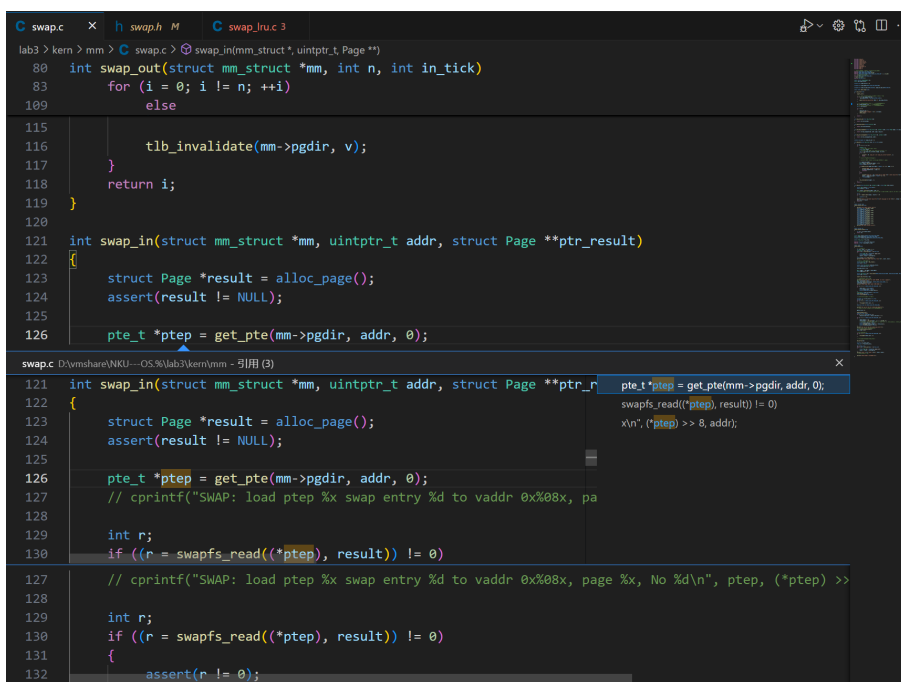 swap.c × swap.h M swap_lru.c 3
lab3 > kern > mm > C swap.c > swap_in(mm_struct *, uintptr_t, Page **)
80 int swap_out(struct mm_struct *mm, int n, int in_tick)
83 for (i = 0; i != n; ++i)
109 else
115
116 tlb_invalidate(mm->pgdir, v);
117 }
118 return i;
119 }
120
121 int swap_in(struct mm_struct *mm, uintptr_t addr, struct Page **ptr_result)
122 {
123 struct Page *result = alloc_page();
124 assert(result != NULL);
125
126 pte_t *ptep = get_pte(mm->pgdir, addr, 0);
swap.c D:\vmshare\NKU---OS.%\lab3\kern\mm - 引用 (3) ×
121 int swap_in(struct mm_struct *mm, uintptr_t addr, struct Page **ptr_r
122 {
123 struct Page *result = alloc_page();
124 assert(result != NULL);
125
126 pte_t *ptep = get_pte(mm->pgdir, addr, 0);
127 // cprintf("SWAP: load ptep %x swap entry %d to vaddr 0x%08x, pa
128
129 int r;
130 if ((r = swapfs_read((*ptep), result)) != 0)
pte_t *ptep = get_pte(mm->pgdir, addr, 0);
swapfs_read((*ptep), result)) != 0)
x\n", (*ptep) >> 8, addr);
127 // cprintf("SWAP: load ptep %x swap entry %d to vaddr 0x%08x, page %x, No %d\n", ptep, (*ptep) >>
128
129 int r;
130 if ((r = swapfs_read((*ptep), result)) != 0)
131 {
132 assert(r != 0);